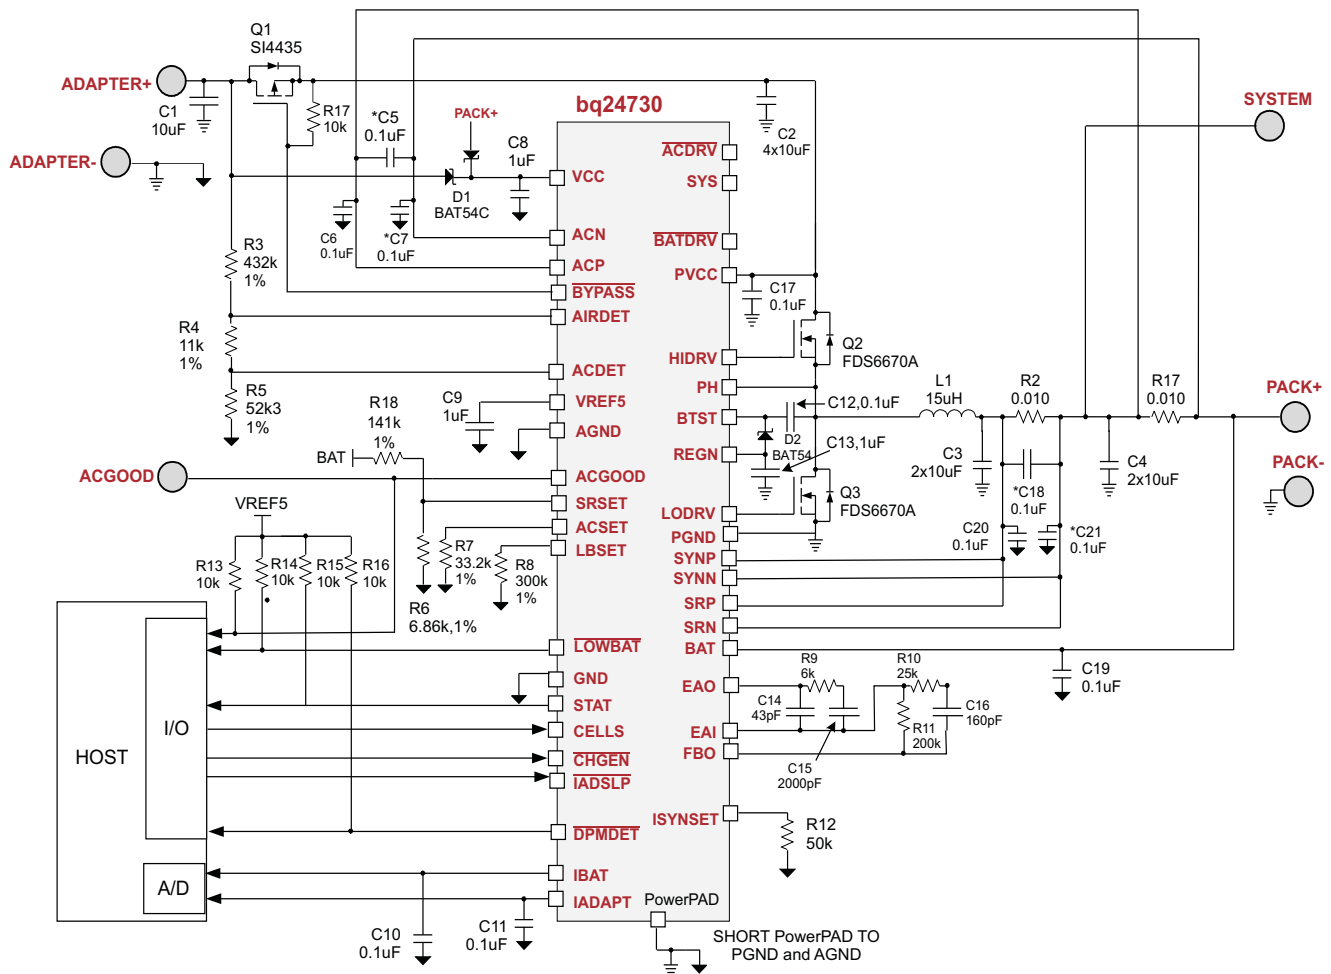 Q1
SI4435
ADAPTER+
C1
10uF
R17
10k
*C5
0.1uF
PACK+
C8
1uF
bq24730
C2
4x10uF
SYSTEM
ADAPTER-
D1
BAT54C
C6
0.1uF
*C7
0.1uF
VCC
ACN
ACP
BYPASS
AIRDET
ACDET
VREF5
AGND
ACGOOD
SRSET
ACSET
LBSET
LOWBAT
GND
STAT
CELLS
CHGEN
IADSLP
DPMDET
IBAT
IADAPT
ACDRV
SYS
BATDRV
PVCC
HIDRV
PH
BTST
REGN
LODRV
PGND
SYNP
SYNN
SRP
SRN
BAT
EAO
EAI
FBO
ISYNSET
PowerPAD
R3
432k
1%
R4
11k
1%
R5
52k3
1%
C9
1uF
R18
141k
1%
BAT
ACGOOD
VREF5
R13
10k
R14
10k
R15
10k
R16
10k
R6
6.86k,1%
R7
33.2k
1%
R8
300k
1%
HOST
I/O
A/D
C10
0.1uF
C11
0.1uF
C17
0.1uF
Q2
FDS6670A
C12,0.1uF
D2
BAT54
C13,1uF
Q3
FDS6670A
L1
15uH
R2
0.010
R17
0.010
PACK+
PACK-
C3
2x10uF
*C18
0.1uF
C4
2x10uF
C20
0.1uF
*C21
0.1uF
C19
0.1uF
R9
6k
C14
43pF
C15
2000pF
R10
25k
R11
200k
C16
160pF
R12
50k
SHORT PowerPAD TO
PGND and AGND